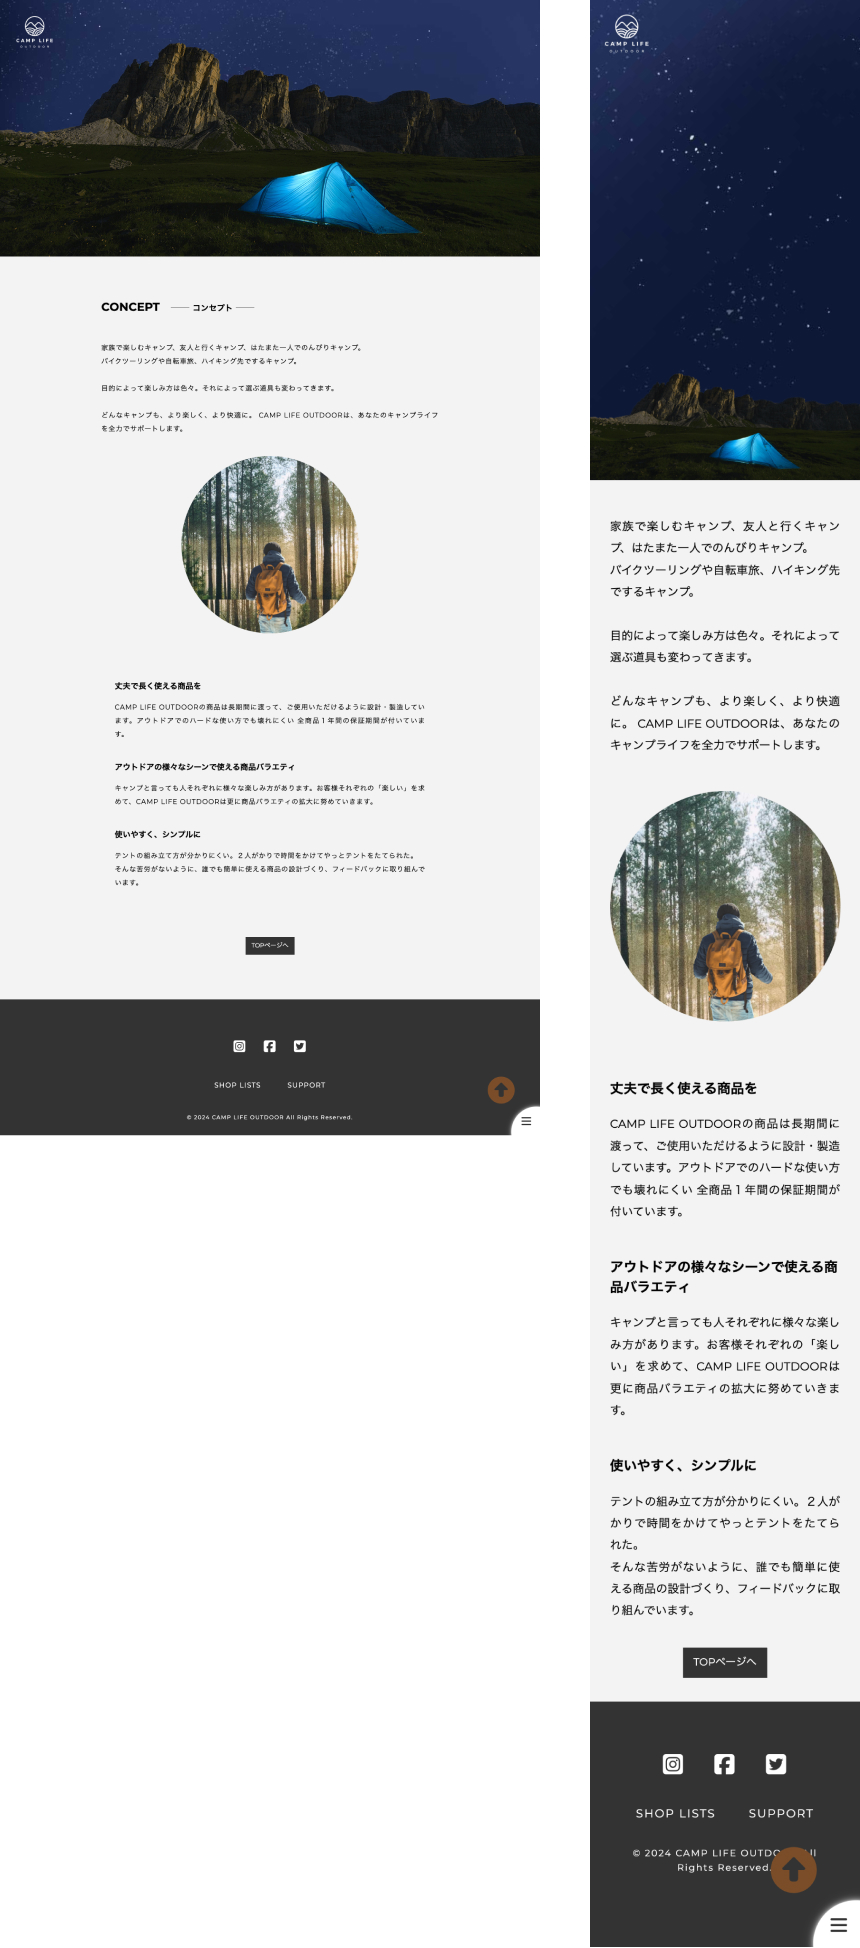 CAMP LIFE
OUTDOOR
CONCEPT コンセプト
家族で楽しむキャンプ、友人と行くキャンプ、はたまた一人でのんびりキャンプ。
バイクツーリングや自転車旅、ハイキング先でするキャンプ。
目的によって楽しみ方は色々。それによって選ぶ道具も変わってきます。
どんなキャンプも、より楽しく、より快適に。 CAMP LIFE OUTDOORは、あなたのキャンプライフ
を全力でサポートします。
丈夫で長く使える商品を
CAMP LIFE OUTDOORの商品は長期間に渡って、ご使用いただけるように設計・製造してい
ます。アウトドアでのハードな使い方でも壊れにくい 全商品１年間の保証期間が付いていま
す。
アウトドアの様々なシーンで使える商品バラエティ
キャンプと言っても人それぞれに様々な楽しみ方があります。お客様それぞれの「楽しい」を求
めて、CAMP LIFE OUTDOORは更に商品バラエティの拡大に努めていきます。
使いやすく、シンプルに
テントの組み立て方が分かりにくい。２人がかりで時間をかけてやっとテントをたてられた。
そんな苦労がないように、誰でも簡単に使える商品の設計づくり、フィードバックに取り組んで
います。
TOPページへ
SHOP LISTS SUPPORT
© 2024 CAMP LIFE OUTDOOR All Rights Reserved.
CAMP LIFE
OUTDOOR
家族で楽しむキャンプ、友人と行くキャン
プ、はたまた一人でのんびりキャンプ。
バイクツーリングや自転車旅、ハイキング先
でするキャンプ。
目的によって楽しみ方は色々。それによって
選ぶ道具も変わってきます。
どんなキャンプも、より楽しく、より快適
に。 CAMP LIFE OUTDOORは、あなたの
キャンプライフを全力でサポートします。
丈夫で長く使える商品を
CAMP LIFE OUTDOORの商品は長期間に
渡って、ご使用いただけるように設計・製造
しています。アウトドアでのハードな使い方
でも壊れにくい 全商品１年間の保証期間が
付いています。
アウトドアの様々なシーンで使える商
品バラエティ
キャンプと言っても人それぞれに様々な楽し
み方があります。お客様それぞれの「楽し
い」を求めて、CAMP LIFE OUTDOORは
更に商品バラエティの拡大に努めていきま
す。
使いやすく、シンプルに
テントの組み立て方が分かりにくい。２人が
かりで時間をかけてやっとテントをたてら
れた。
そんな苦労がないように、誰でも簡単に使
える商品の設計づくり、フィードバックに取
り組んでいます。
TOPページへ
SHOP LISTS SUPPORT
© 2024 CAMP LIFE OUTDOOR All
Rights Reserved.